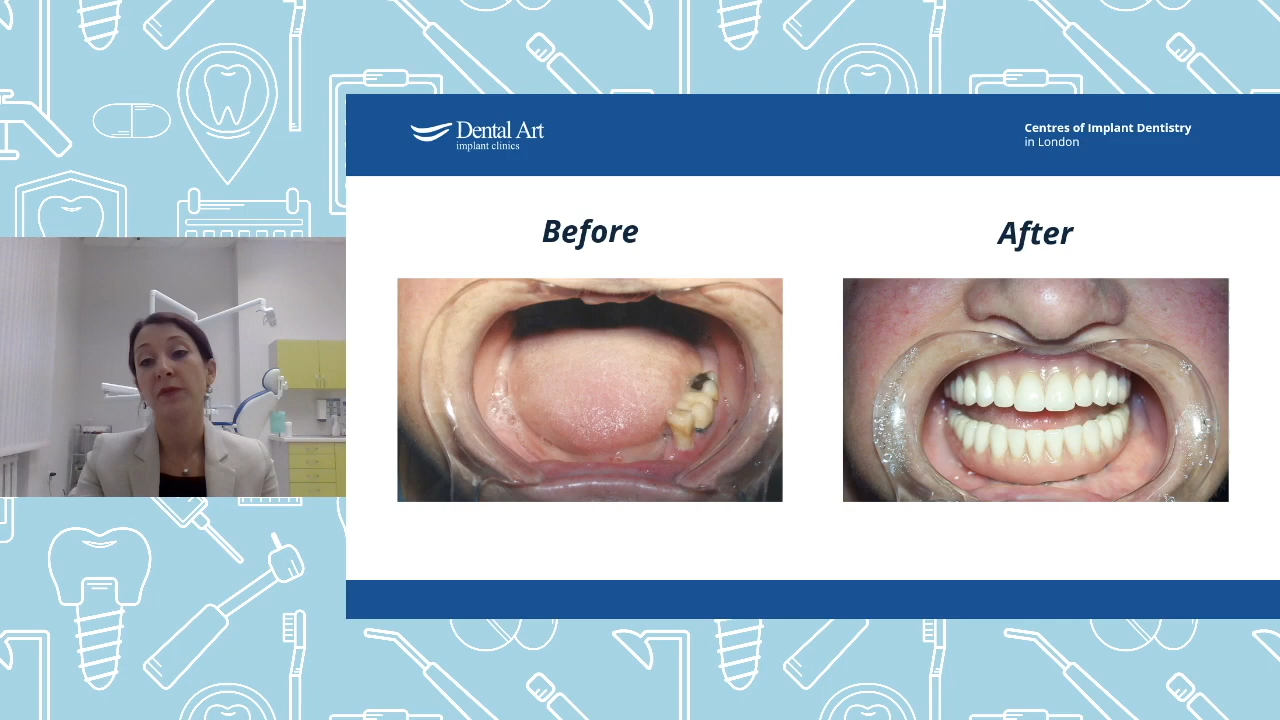 Dental Art
implant clinics
Centres of Implant Dentistry
in London
Before
After